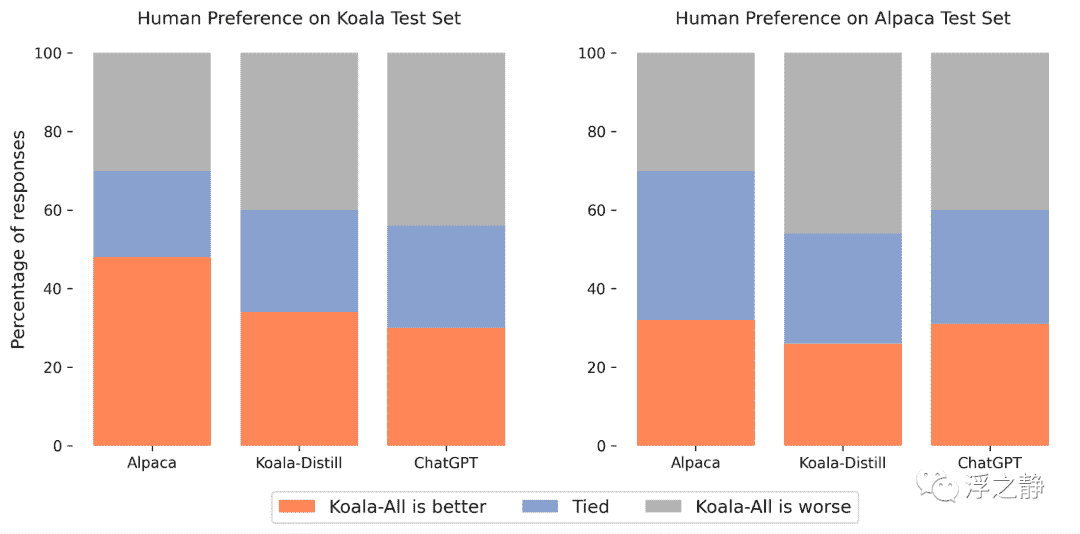 Human Preference on Koala Test Set
Human Preference on Alpaca Test Set
Percentage of responses
100
80
60
40
20
0
Alpaca
Koala-Distill
ChatGPT
100
80
60
40
20
0
Alpaca
Koala-Distill
ChatGPT
浮之静
Koala-All is better
Tied
Koala-All is worse